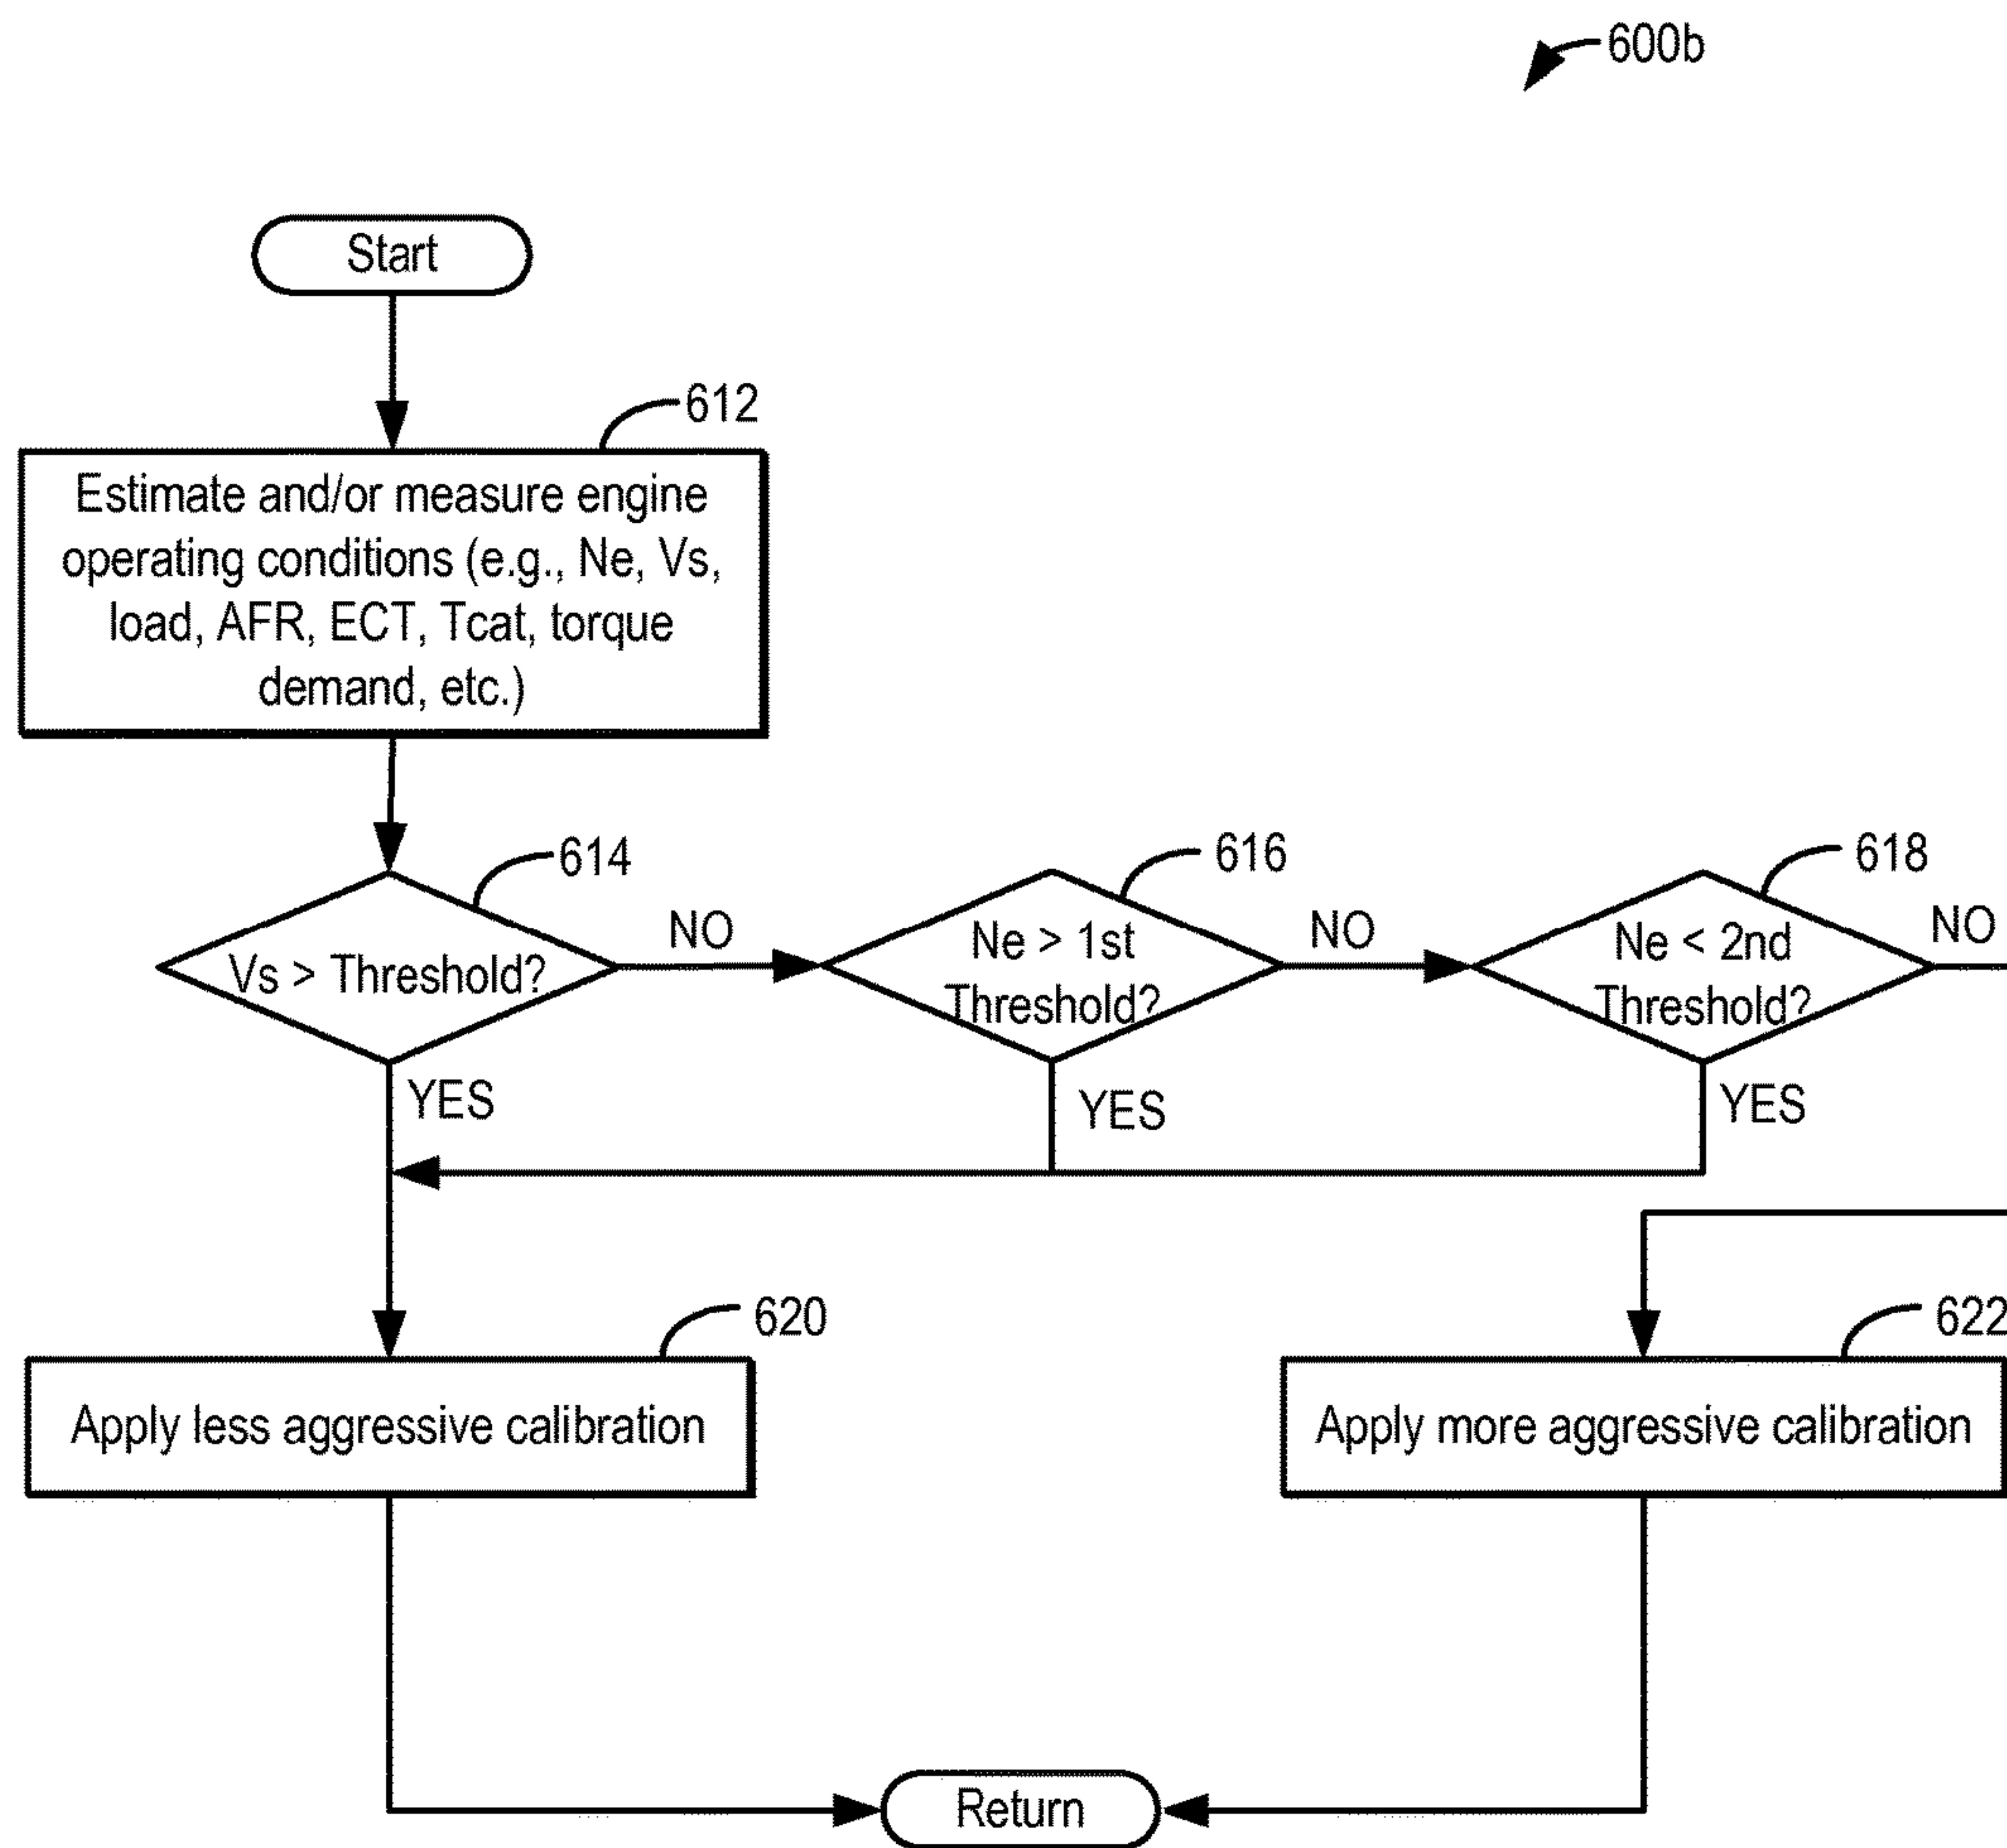 600b
Start
612
Estimate and/or measure engine
operating conditions (e.g., Ne, Vs,
load, AFR, ECT, Tcat, torque
demand, etc.)
614
Vs > Threshold?
NO
YES
616
Ne > 1st
Threshold?
NO
YES
618
Ne < 2nd
Threshold?
NO
YES
620
Apply less aggressive calibration
622
Apply more aggressive calibration
Return